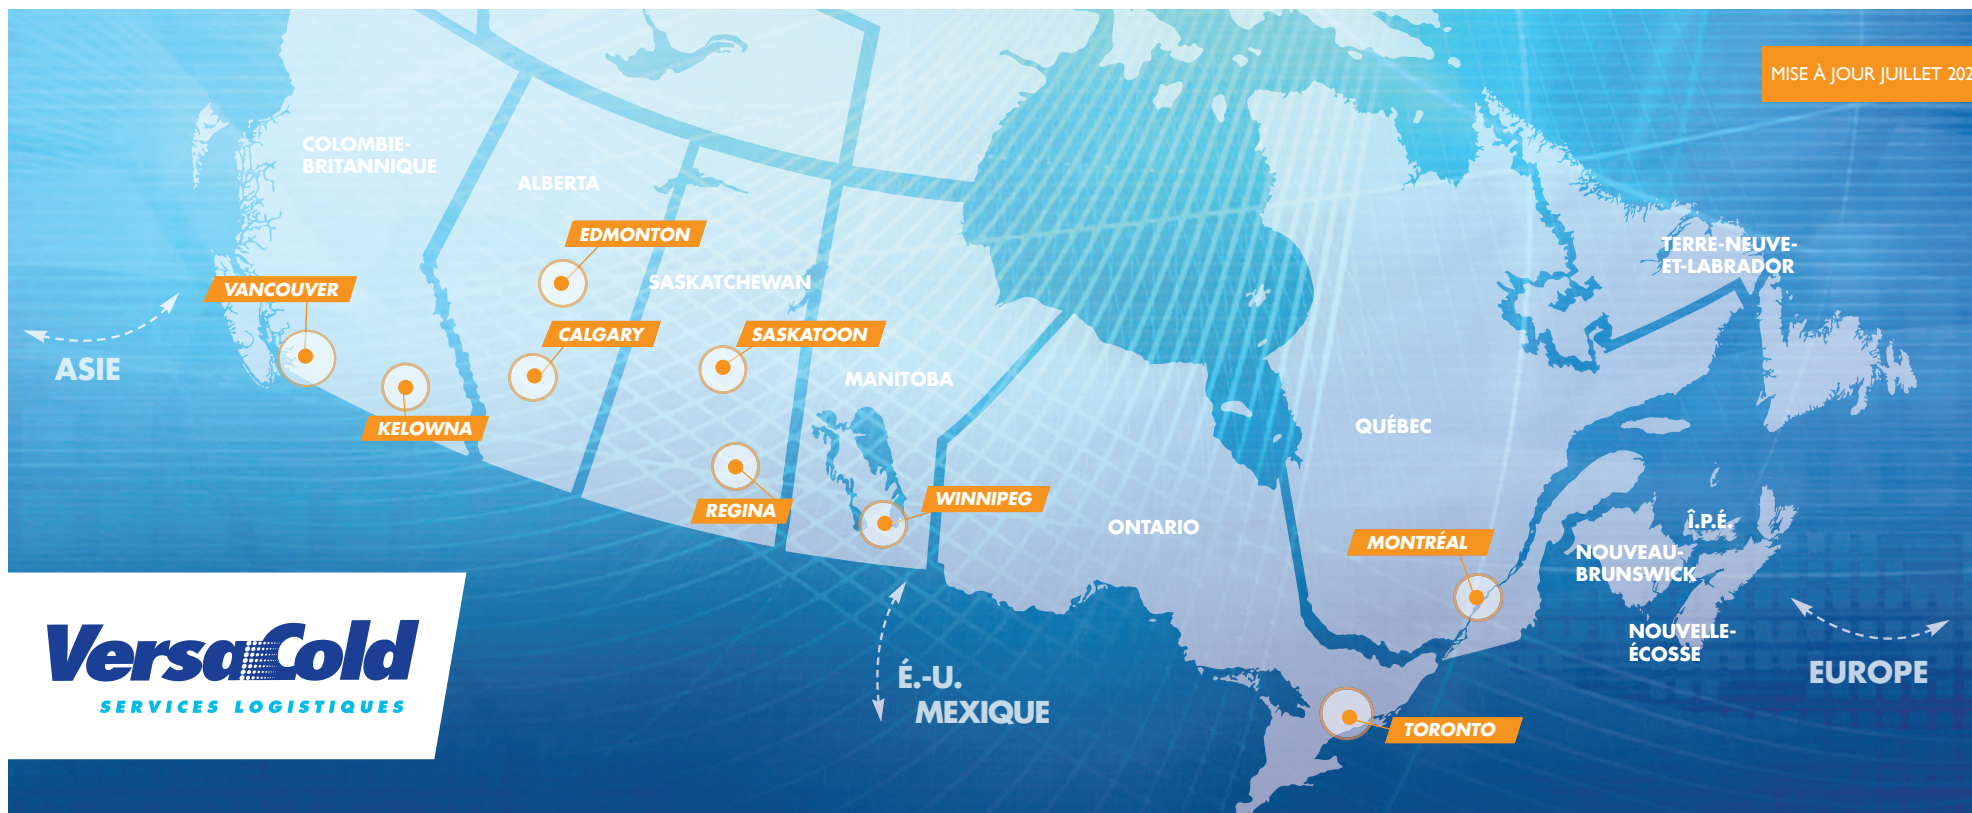 MISE À JOUR JUILLET
COLOMBIE-
BRITANNIQUE
ALBERTA
EDMONTON
TERRE-NEUVE-
ET-LABRADOR
SASKATCHEWAN
VANCOUVER
CALGARY
SASKATOON
ASIE
MANITOBA
KELOWNA
QUÉBEC
REGINA
WINNIPEG
ONTARIO
Î.P.É.
MONTRÉAL
NOUVEAU-
BRUNSWICK
NOUVELLE-
ÉCOSSE
VersaCold
SERVICES LOGISTIQUES
É.-U.
MEXIQUE
EUROPE
TORONTO